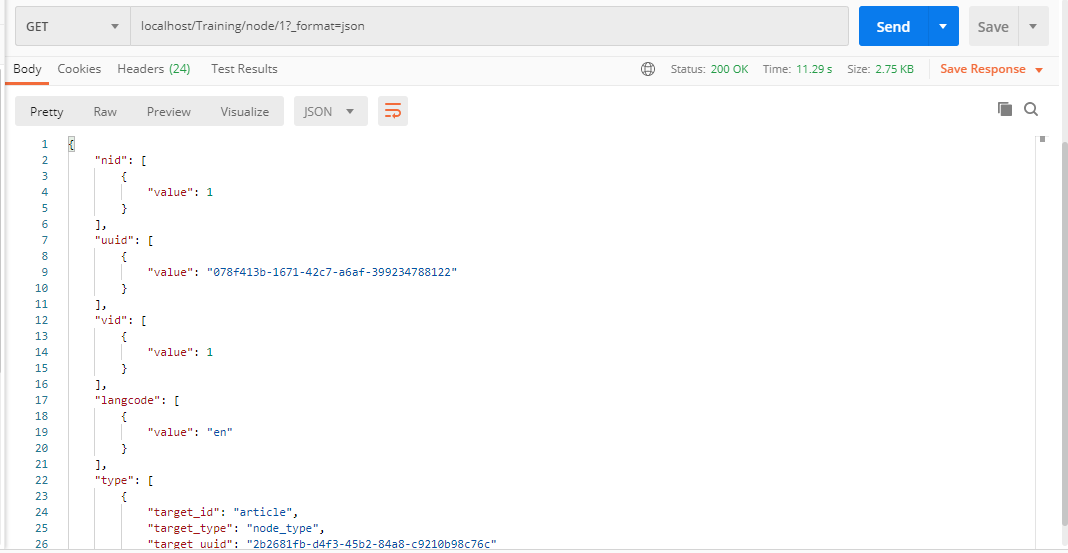 GET localhost/Training/node/1?_format=json Send Save
Body Cookies Headers (24) Test Results Status: 200 OK Time: 11.29 s Size: 2.75 KB Save Response
Pretty Raw Preview Visualize JSON
1 {
2 "nid": [
3 {
4 "value": 1
5 }
6 ],
7 "uuid": [
8 {
9 "value": "078f413b-1671-42c7-a6af-399234788122"
10 }
11 ],
12 "vid": [
13 {
14 "value": 1
15 }
16 ],
17 "langcode": [
18 {
19 "value": "en"
20 }
21 ],
22 "type": [
23 {
24 "target_id": "article",
25 "target_type": "node_type",
26 "target_uuid": "2b2681fb-d4f3-45b2-84a8-c9210b98c76c"